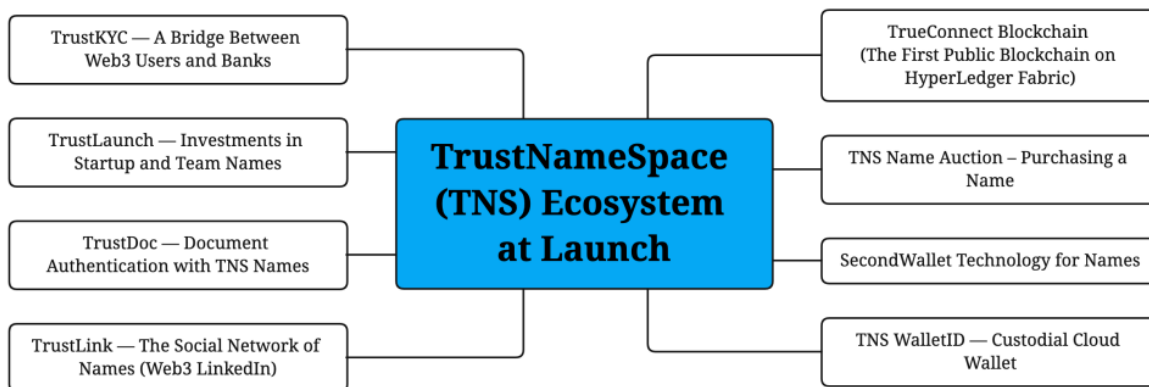 TrustKYC — A Bridge Between
Web3 Users and Banks
TrustLaunch — Investments in
Startup and Team Names
TrustDoc — Document
Authentication with TNS Names
TrustLink — The Social Network of
Names (Web3 LinkedIn)
TrustNameSpace
(TNS) Ecosystem
at Launch
TrueConnect Blockchain
(The First Public Blockchain on
HyperLedger Fabric)
TNS Name Auction – Purchasing a
Name
SecondWallet Technology for Names
TNS WalletID — Custodial Cloud
Wallet